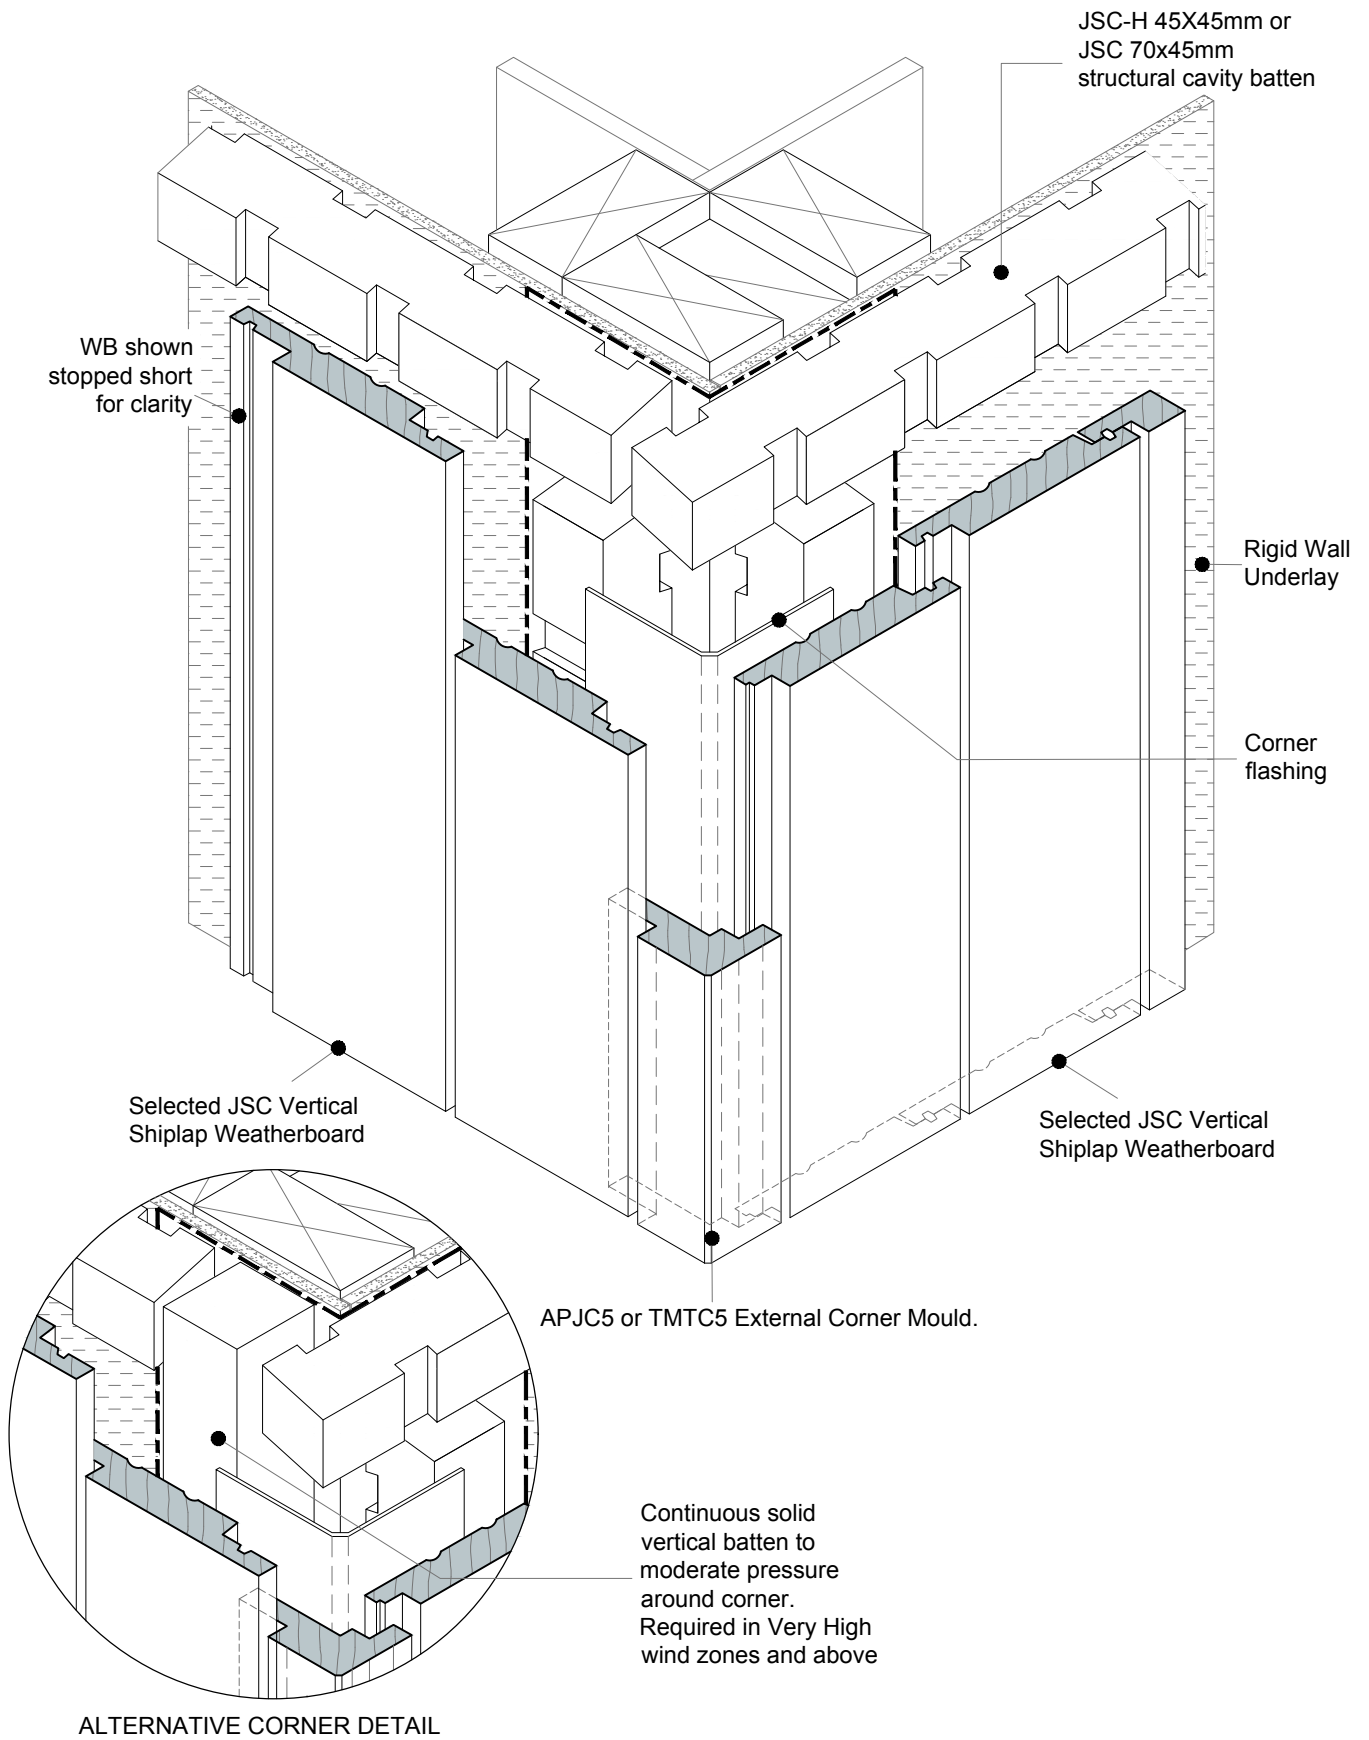 JSC-H 45X45mm or
JSC 70x45mm
structural cavity batten
WB shown
stopped short
for clarity
Rigid Wall
Underlay
Corner
flashing
Selected JSC Vertical
Shiplap Weatherboard
Selected JSC Vertical
Shiplap Weatherboard
APJC5 or TMTC5 External Corner Mould.
Continuous solid
vertical batten to
moderate pressure
around corner.
Required in Very High
wind zones and above
ALTERNATIVE CORNER DETAIL